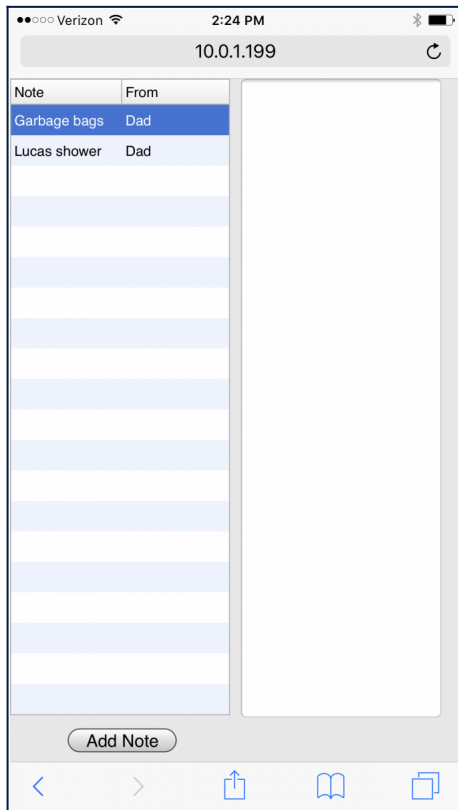 Verizon 2:24 PM
10.0.1.199
Note From
Garbage bags Dad
Lucas shower Dad
Add Note